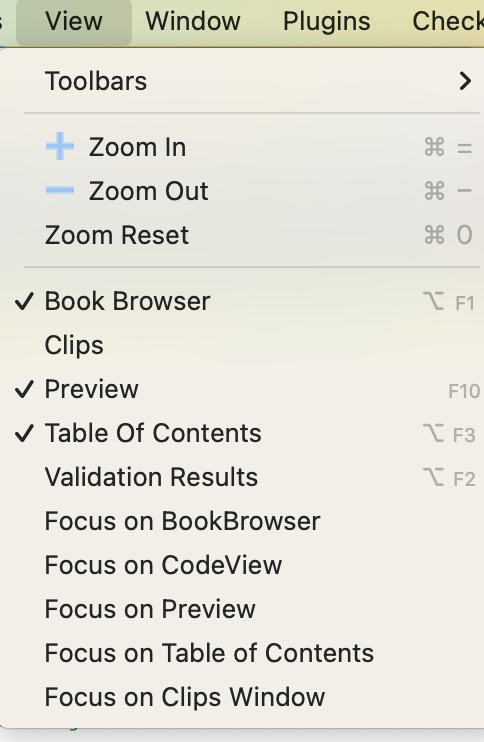 View Window Plugins Check
Toolbars
Zoom In ⌘ =
Zoom Out ⌘ −
Zoom Reset ⌘ 0
✓ Book Browser ⌥ F1
Clips
✓ Preview F10
✓ Table Of Contents ⌥ F3
Validation Results ⌥ F2
Focus on BookBrowser
Focus on CodeView
Focus on Preview
Focus on Table of Contents
Focus on Clips Window